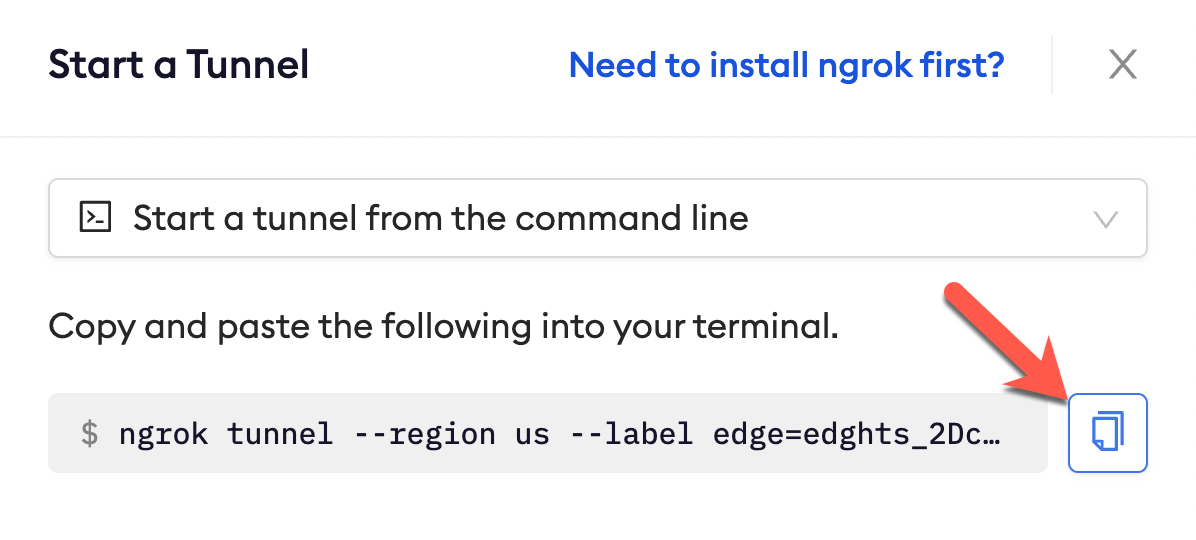 Start a Tunnel
Need to install ngrok first?
Start a tunnel from the command line
Copy and paste the following into your terminal.
$ ngrok tunnel --region us --label edge=edghts_2Dc…